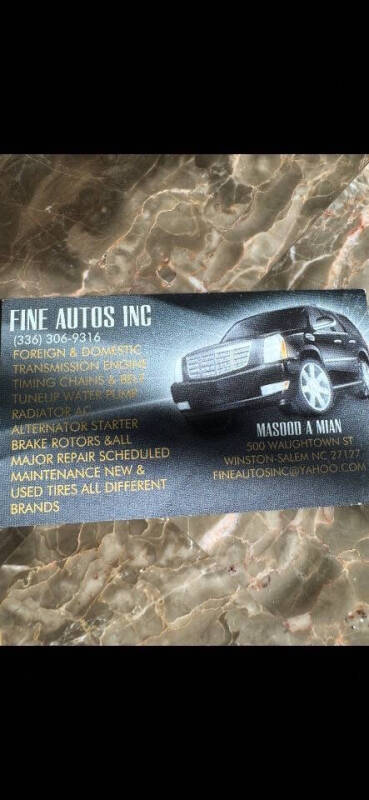 FINE AUTOS INC
(336) 306-9316
FOREIGN & DOMESTIC
TRANSMISSION ENGINE
TIMING CHAINS & BELT
TUNEUP WATER PUMP
RADIATOR AC
ALTERNATOR STARTER
BRAKE ROTORS &ALL
MAJOR REPAIR SCHEDULED
MAINTENANCE NEW &
USED TIRES ALL DIFFERENT
BRANDS
MASOOD A MIAN
500 WAUGHTOWN ST
WINSTON-SALEM NC 27127
FINEAUTOSINC@YAHOO.COM